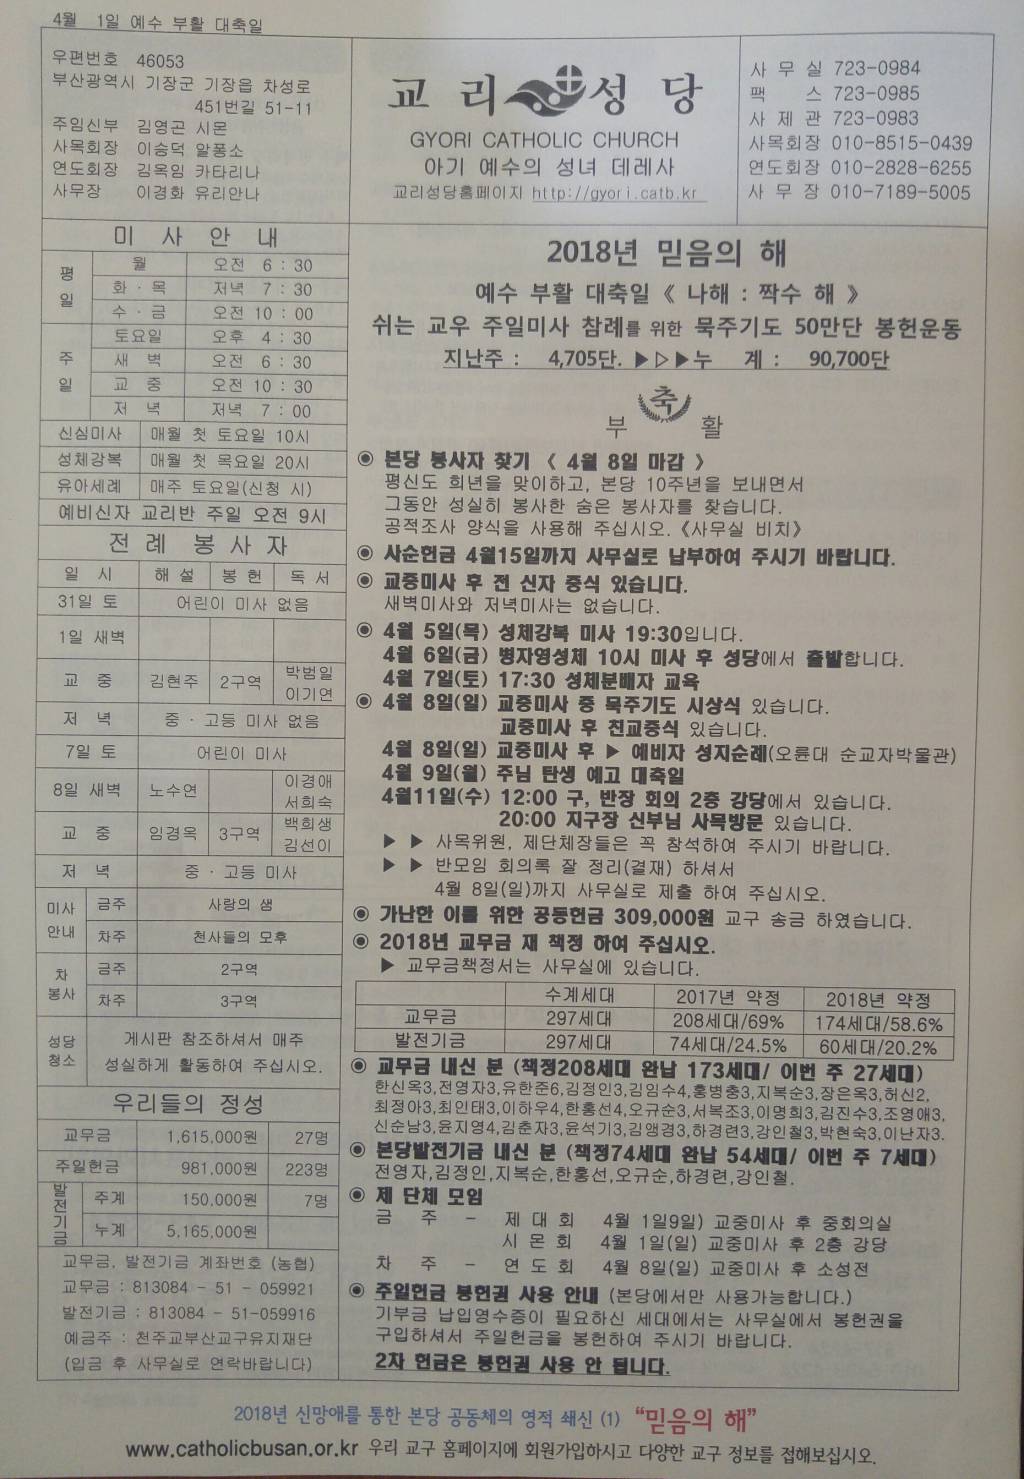 4월 1일 예수 부활 대축일
우편번호 46053
부산광역시 기장군 기장읍 차성로
451번길 51-11
주임신부 김영곤 시몬
사목회장 이승덕 알퐁소
연도회장 김옥임 카타리나
사무장 이경화 유리안나
교리성당
GYORI CATHOLIC CHURCH
아기 예수의 성녀 데레사
교리성당홈페이지 http://gyori.catb.kr
사 무 실 723-0984
팩 스 723-0985
사 제 관 723-0983
사목회장 010-8515-0439
연도회장 010-2828-6255
사 무 장 010-7189-5005
미 사 안 내
평일 월 오전 6 : 30
화 · 목 저녁 7 : 30
수 · 금 오전 10 : 00
주일 토요일 오후 4 : 30
새 벽 오전 6 : 30
교 중 오전 10 : 30
저 녁 저녁 7 : 00
신심미사 매월 첫 토요일 10시
성체강복 매월 첫 목요일 20시
유아세례 매주 토요일(신청 시)
예비신자 교리반 주일 오전 9시
전 례 봉 사 자
일 시 해 설 봉 헌 독 서
31일 토 어린이 미사 없음
1일 새벽
교 중 김현주 2구역 박범일 이기연
저 녁 중 · 고등 미사 없음
7일 토 어린이 미사
8일 새벽 노수연 이경애 서희숙
교 중 임경옥 3구역 백희생 김선이
저 녁 중 · 고등 미사
미사안내 금주 사랑의 샘
차주 천사들의 모후
차봉사 금주 2구역
차주 3구역
성당청소 게시판 참조하셔서 매주
성실하게 활동하여 주십시오.
우리들의 정성
교무금 1,615,000원 27명
주일헌금 981,000원 223명
발전기금 주계 150,000원 7명
누계 5,165,000원
교무금, 발전기금 계좌번호 (농협)
교무금 : 813084 - 51 - 059921
발전기금 : 813084 - 51-059916
예금주 : 천주교부산교구유지재단
(입금 후 사무실로 연락바랍니다)
2018년 믿음의 해
예수 부활 대축일 《 나해 : 짝수 해 》
쉬는 교우 주일미사 참례를 위한 묵주기도 50만단 봉헌운동
지난주 : 4,705단. ▶▷▶누 계 : 90,700단
축
부 활
◉ 본당 봉사자 찾기 《 4월 8일 마감 》
평신도 희년을 맞이하고, 본당 10주년을 보내면서
그동안 성실히 봉사한 숨은 봉사자를 찾습니다.
공적조사 양식을 사용해 주십시오.《사무실 비치》
◉ 사순헌금 4월15일까지 사무실로 납부하여 주시기 바랍니다.
◉ 교중미사 후 전 신자 중식 있습니다.
새벽미사와 저녁미사는 없습니다.
◉ 4월 5일(목) 성체강복 미사 19:30입니다.
4월 6일(금) 병자영성체 10시 미사 후 성당에서 출발합니다.
4월 7일(토) 17:30 성체분배자 교육
◉ 4월 8일(일) 교중미사 중 묵주기도 시상식 있습니다.
교중미사 후 친교중식 있습니다.
4월 8일(일) 교중미사 후 ▶ 예비자 성지순례(오륜대 순교자박물관)
4월 9일(월) 주님 탄생 예고 대축일
4월11일(수) 12:00 구, 반장 회의 2층 강당에서 있습니다.
20:00 지구장 신부님 사목방문 있습니다.
▶ ▶ 사목위원, 제단체장들은 꼭 참석하여 주시기 바랍니다.
▶ ▶ 반모임 회의록 잘 정리(결재) 하셔서
4월 8일(일)까지 사무실로 제출 하여 주십시오.
◉ 가난한 이를 위한 공동헌금 309,000원 교구 송금 하였습니다.
◉ 2018년 교무금 재 책정 하여 주십시오.
▶ 교무금책정서는 사무실에 있습니다.
수계세대 2017년 약정 2018년 약정
교무금 297세대 208세대/69% 174세대/58.6%
발전기금 297세대 74세대/24.5% 60세대/20.2%
◉ 교무금 내신 분 (책정208세대 완납 173세대/ 이번 주 27세대)
한신옥3,전영자3,유한준6,김정인3,김임수4,홍병충3,지복순3,장은옥3,허신2,
최정아3,최인태3,이하우4,한홍선4,오규순3,서복조3,이명희3,김진수3,조영애3,
신순남3,윤지영4,김춘자3,윤석기3,김앵경3,하경련3,강인철3,박현숙3,이난자3.
◉ 본당발전기금 내신 분 (책정74세대 완납 54세대/ 이번 주 7세대)
전영자,김정인,지복순,한홍선,오규순,하경련,강인철.
◉ 제 단체 모임
금 주 - 제 대 회 4월 1일9일) 교중미사 후 중회의실
시 몬 회 4월 1일(일) 교중미사 후 2층 강당
차 주 - 연 도 회 4월 8일(일) 교중미사 후 소성전
◉ 주일헌금 봉헌권 사용 안내 (본당에서만 사용가능합니다.)
기부금 납입영수증이 필요하신 세대에서는 사무실에서 봉헌권을
구입하셔서 주일헌금을 봉헌하여 주시기 바랍니다.
2차 헌금은 봉헌권 사용 안 됩니다.
2018년 신망애를 통한 본당 공동체의 영적 쇄신 (1) “믿음의 해”
www.catholicbusan.or.kr 우리 교구 홈페이지에 회원가입하시고 다양한 교구 정보를 접해보십시오.